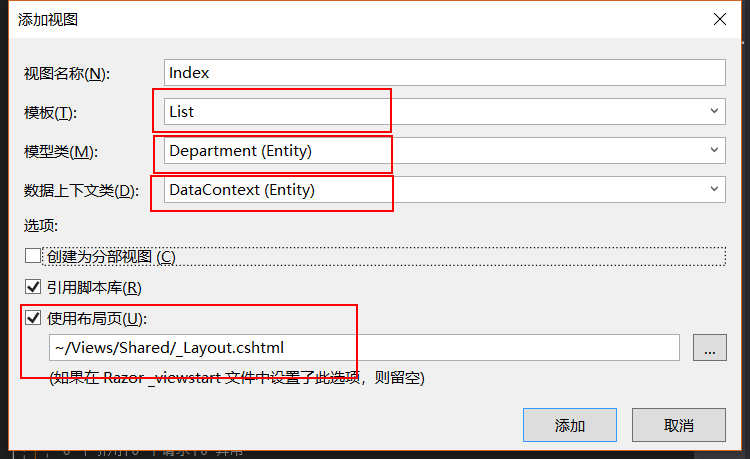 添加视图
视图名称(N): Index
模板(T): List
模型类(M): Department (Entity)
数据上下文类(D): DataContext (Entity)
选项:
创建为分部视图 (C)
引用脚本库(R)
使用布局页(U):
~/Views/Shared/_Layout.cshtml
...
(如果在 Razor _viewstart 文件中设置了此选项，则留空)
添加 取消